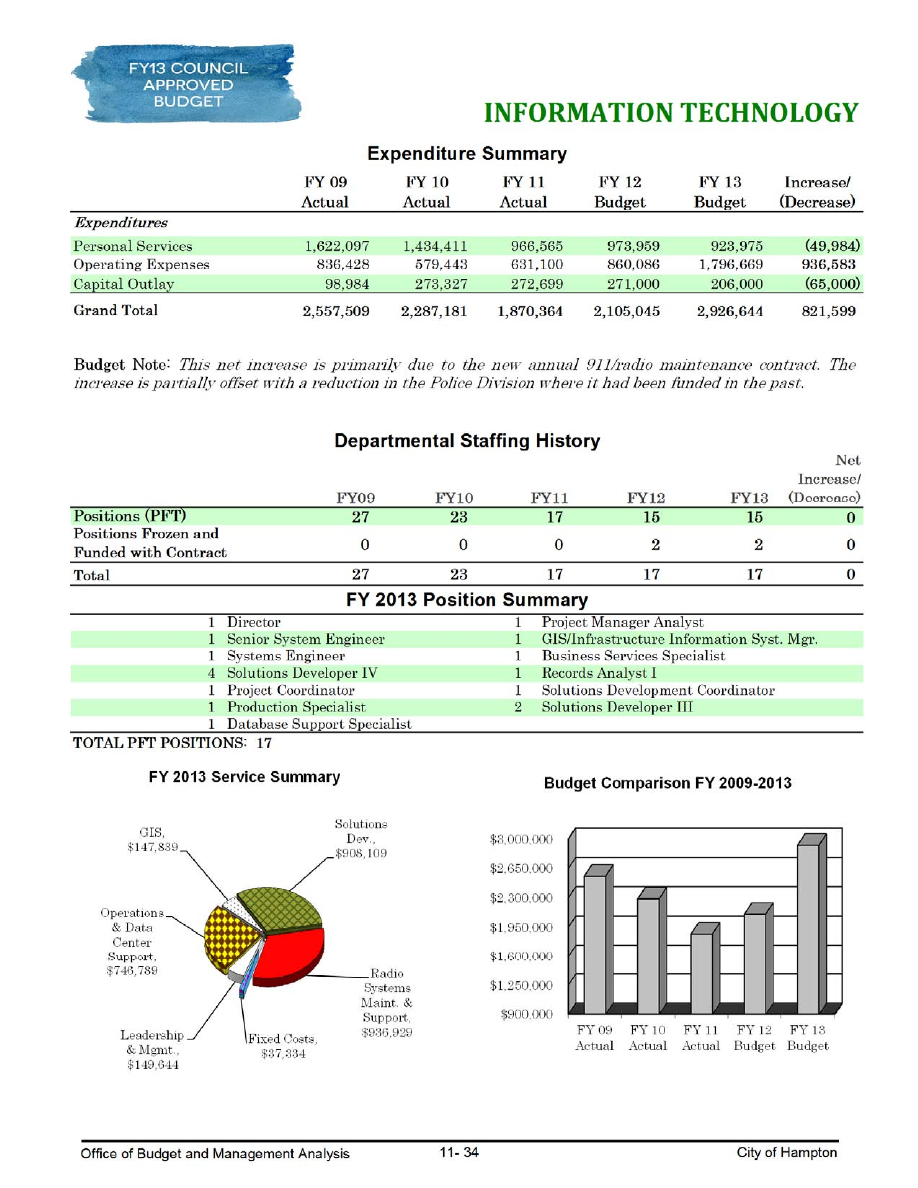 FY13 COUNCIL
APPROVED
BUDGET
INFORMATION TECHNOLOGY
Expenditure Summary
FY 09 FY 10 FY 11 FY 12 FY 13 Increase/
Actual Actual Actual Budget Budget (Decrease)
Expenditures
Personal Services 1,622,097 1,434,411 966,565 973,959 923,975 (49,984)
Operating Expenses 836,428 579,443 631,100 860,086 1,796,669 936,583
Capital Outlay 98,984 273,327 272,699 271,000 206,000 (65,000)
Grand Total 2,557,509 2,287,181 1,870,364 2,105,045 2,926,644 821,599
Budget Note: This net increase is primarily due to the new annual 911/radio maintenance contract. The
increase is partially offset with a reduction in the Police Division where it had been funded in the past.
Departmental Staffing History
Net
Increase/
FY09 FY10 FY11 FY12 FY13 (Decrease)
Positions (PFT) 27 23 17 15 15 0
Positions Frozen and
Funded with Contract 0 0 0 2 2 0
Total 27 23 17 17 17 0
FY 2013 Position Summary
1 Director 1 Project Manager Analyst
1 Senior System Engineer 1 GIS/Infrastructure Information Syst. Mgr.
1 Systems Engineer 1 Business Services Specialist
4 Solutions Developer IV 1 Records Analyst I
1 Project Coordinator 1 Solutions Development Coordinator
1 Production Specialist 2 Solutions Developer III
1 Database Support Specialist
TOTAL PFT POSITIONS: 17
FY 2013 Service Summary
GIS,
$147,839
Solutions
Dev.,
$908,109
Operations
& Data
Center
Support,
$746,789
Radio
Systems
Maint. &
Support,
$936,929
Leadership
& Mgmt.,
$149,644
Fixed Costs,
$37,334
Budget Comparison FY 2009-2013
$3,000,000
$2,650,000
$2,300,000
$1,950,000
$1,600,000
$1,250,000
$900,000
FY 09 FY 10 FY 11 FY 12 FY 13
Actual Actual Actual Budget Budget
Office of Budget and Management Analysis 11- 34 City of Hampton